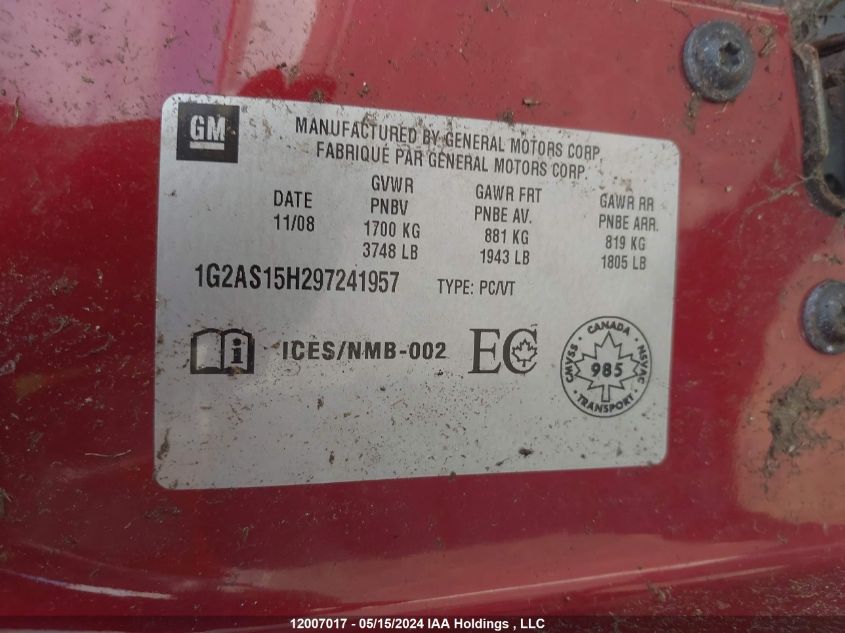 GM
MANUFACTURED BY GENERAL MOTORS CORP.
FABRIQUÉ PAR GENERAL MOTORS CORP.
DATE
11/08
GVWR
PNBV
1700 KG
3748 LB
GAWR FRT
PNBE AV.
881 KG
1943 LB
GAWR RR
PNBE ARR.
819 KG
1805 LB
1G2AS15H297241957 TYPE: PC/VT
i ICES/NMB-002 EC
CANADA
CMVSS 985 NSVAC
TRANSPORT
12007017 - 05/15/2024 IAA Holdings , LLC